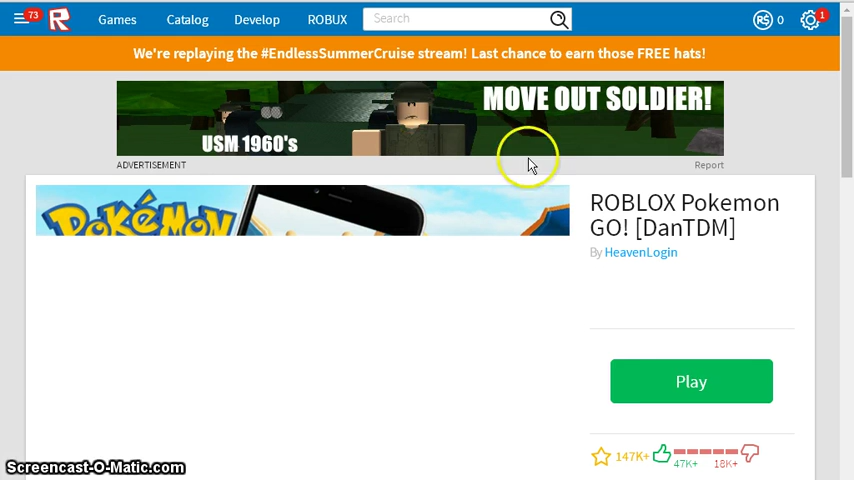 73
Games
Catalog
Develop
ROBUX
Search
R$ 0
1
We're replaying the #EndlessSummerCruise stream! Last chance to earn those FREE hats!
MOVE OUT SOLDIER!
USM 1960's
ADVERTISEMENT
Report
POKéMON
ROBLOX Pokemon
GO! [DanTDM]
By HeavenLogin
Play
147K+
47K+
18K+
Screencast-O-Matic.com